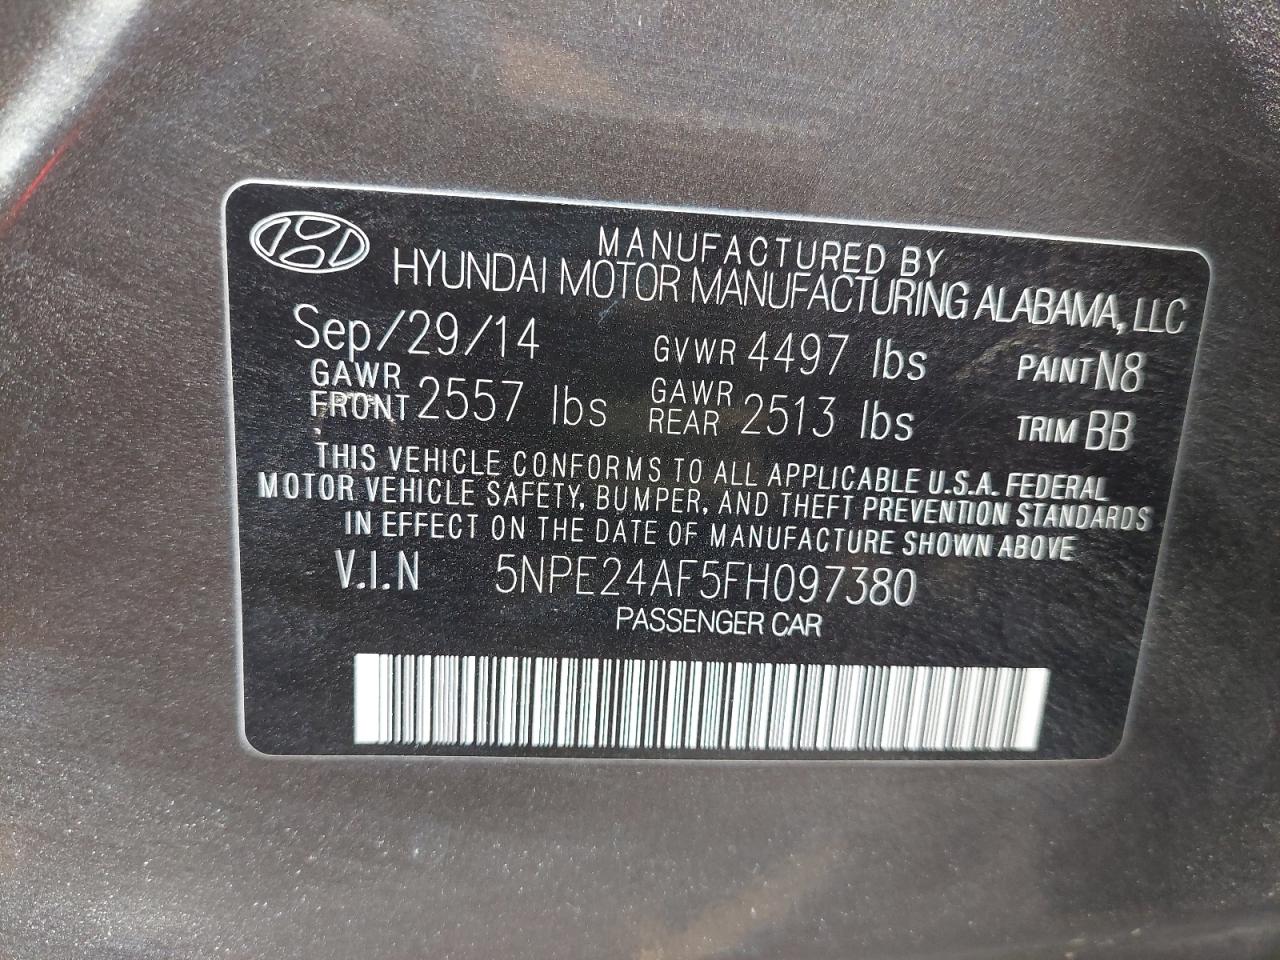 MANUFACTURED BY
HYUNDAI MOTOR MANUFACTURING ALABAMA, LLC
Sep/29/14 GVWR 4497 lbs PAINT N8
GAWR FRONT 2557 lbs GAWR REAR 2513 lbs TRIM BB
THIS VEHICLE CONFORMS TO ALL APPLICABLE U.S.A. FEDERAL
MOTOR VEHICLE SAFETY, BUMPER, AND THEFT PREVENTION STANDARDS
IN EFFECT ON THE DATE OF MANUFACTURE SHOWN ABOVE
V.I.N 5NPE24AF5FH097380
PASSENGER CAR